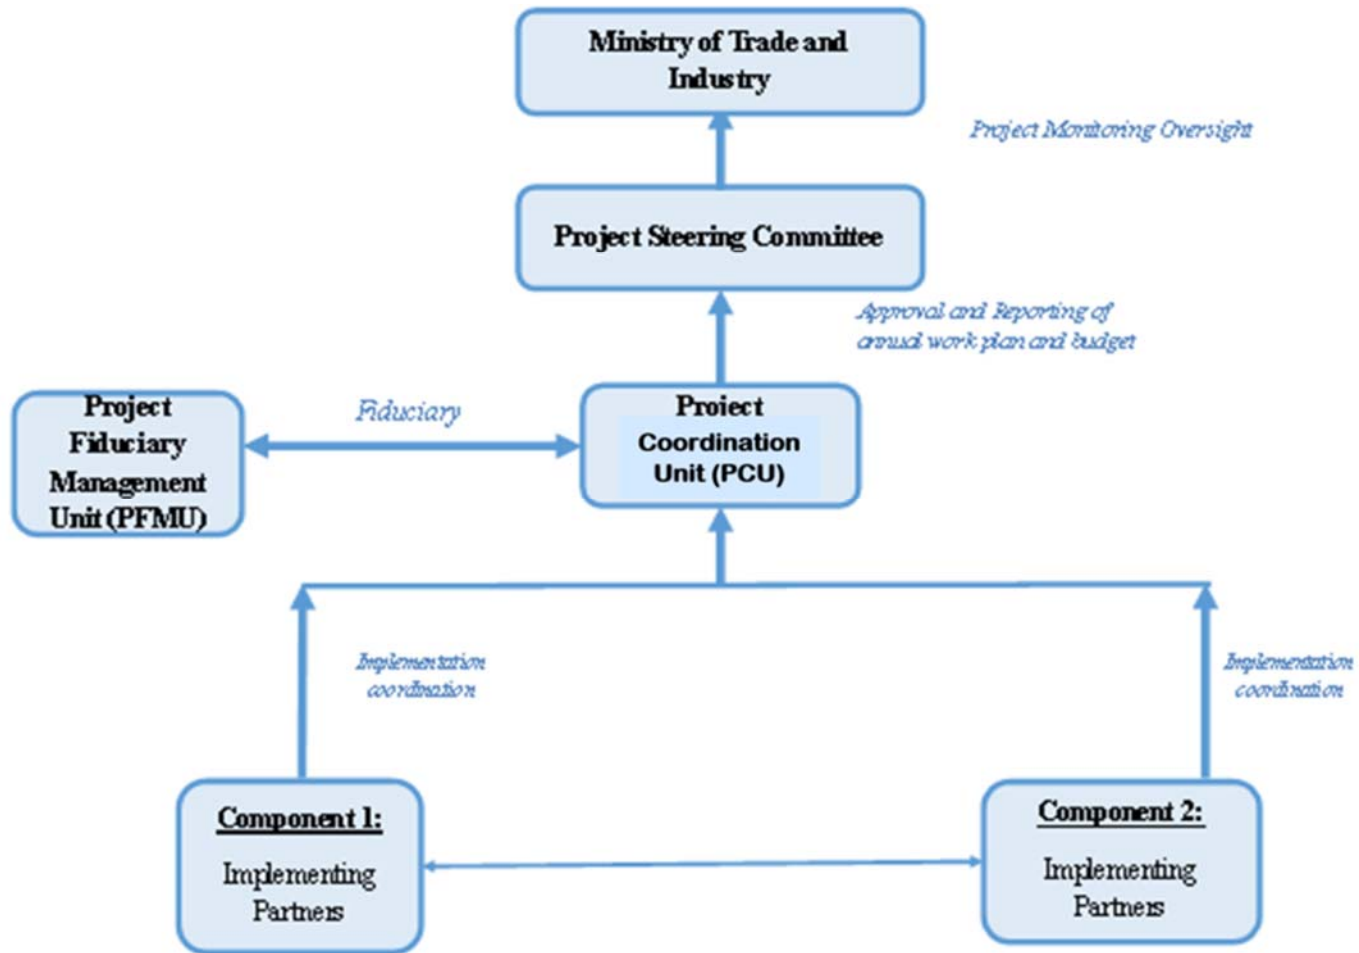 Ministry of Trade and
Industry
Project Monitoring Oversight
Project Steering Committee
Approval and Reporting of
annual work plan and budget
Project
Fiduciary
Management
Unit (PFMU)
Fiduciary
Project
Coordination
Unit (PCU)
Implementation
coordination
Implementation
coordination
Component 1:
Implementing
Partners
Component 2:
Implementing
Partners